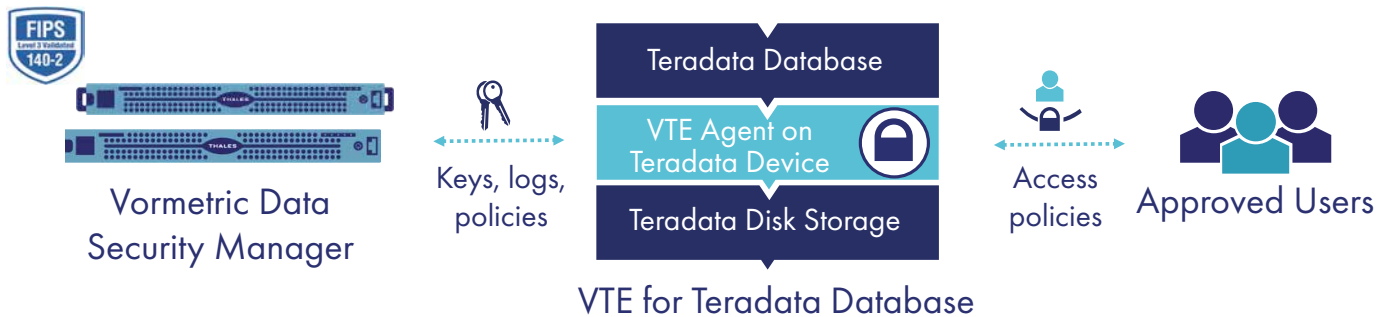 FIPS
Level 3 Validated
140-2
THALES
THALES
Vormetric Data
Security Manager
Keys, logs,
policies
Teradata Database
VTE Agent on
Teradata Device
Teradata Disk Storage
VTE for Teradata Database
Access
policies
Approved Users